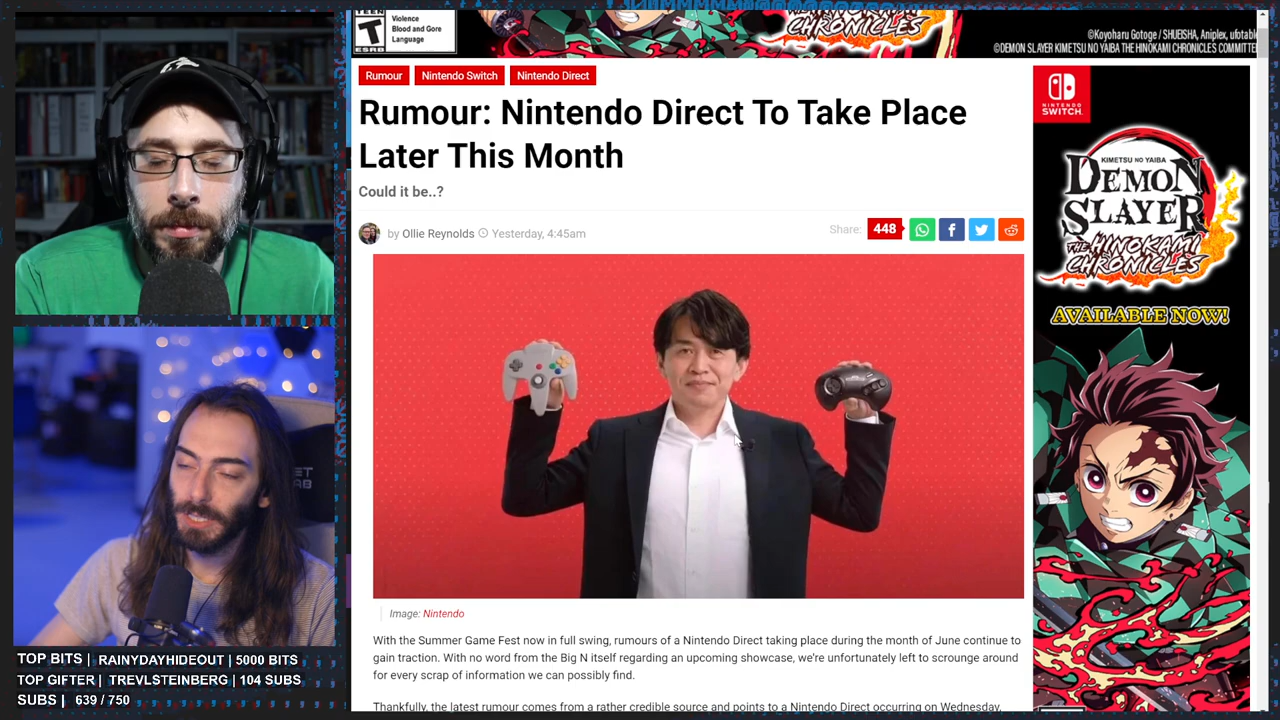 TEEN
ESRB
Violence
Blood and Gore
Language
CHRONICLES
©Koyoharu Gotoge / SHUEISHA, Aniplex, ufotable
©DEMON SLAYER KIMETSU NO YAIBA THE HINOKAMI CHRONICLES COMMITTEE
Rumour Nintendo Switch Nintendo Direct
Rumour: Nintendo Direct To Take Place
Later This Month
Could it be..?
by Ollie Reynolds Yesterday, 4:45am
Share: 448
Image: Nintendo
With the Summer Game Fest now in full swing, rumours of a Nintendo Direct taking place during the month of June continue to
gain traction. With no word from the Big N itself regarding an upcoming showcase, we're unfortunately left to scrounge around
for every scrap of information we can possibly find.
Thankfully, the latest rumour comes from a rather credible source and points to a Nintendo Direct occurring on Wednesday,
NINTENDO
SWITCH
KIMETSU NO YAIBA
DEMON
SLAYER
THE HINOKAMI
CHRONICLES
AVAILABLE NOW!
TOP BITS | RAINYDAYHIDEOUT | 5000 BITS
TOP GIFTER | TREVLSTEINBERG | 104 SUBS
SUBS | 639 / 750